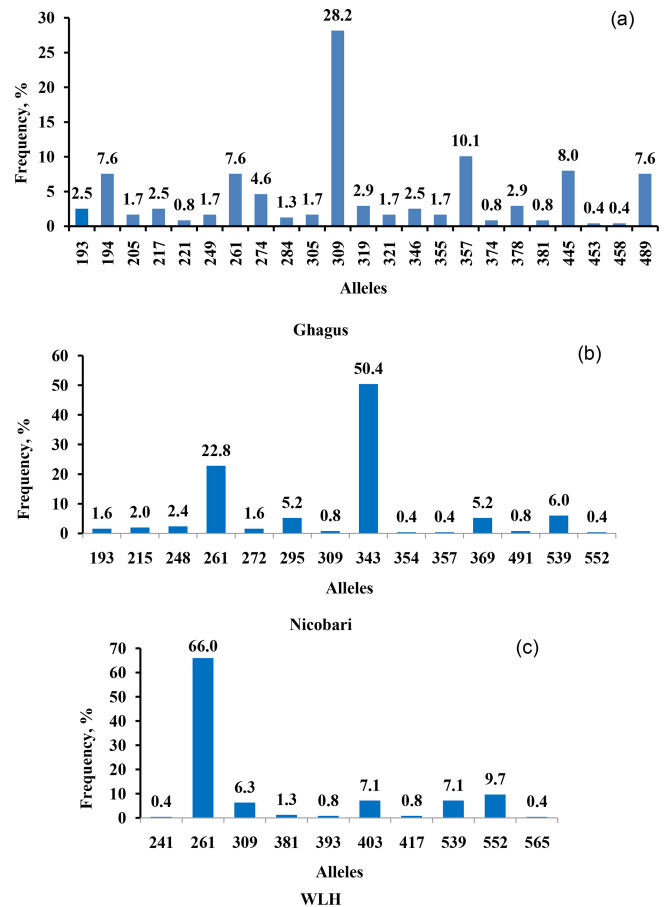 (a)
Frequency, %
30
25
20
15
10
5
0
2.5 7.6 1.7 2.5 0.8 1.7 7.6 4.6 1.3 1.7 28.2 2.9 1.7 2.5 1.7 10.1 0.8 2.9 0.8 8.0 0.4 0.4 7.6
193 194 205 217 221 249 261 274 284 305 309 319 321 346 355 357 374 378 381 445 453 458 489
Alleles
Ghagus
(b)
Frequency, %
60
50
40
30
20
10
0
1.6 2.0 2.4 22.8 1.6 5.2 0.8 50.4 0.4 0.4 5.2 0.8 6.0 0.4
193 215 248 261 272 295 309 343 354 357 369 491 539 552
Alleles
Nicobari
(c)
Frequency, %
70
60
50
40
30
20
10
0
0.4 66.0 6.3 1.3 0.8 7.1 0.8 7.1 9.7 0.4
241 261 309 381 393 403 417 539 552 565
Alleles
WLH